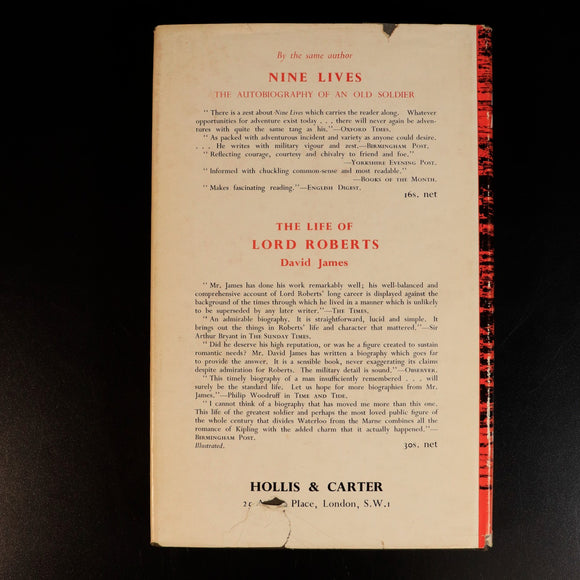 By the same author
NINE LIVES
THE AUTOBIOGRAPHY OF AN OLD SOLDIER
" There is a zest about Nine Lives which carries the reader along. Whatever
opportunities for adventure exist today . . . there will never again be adven-
tures with quite the same tang as his."—OXFORD TIMES.
" As packed with adventurous incident and variety as anyone could desire.
. . . He writes with military vigour and zest.—BIRMINGHAM POST.
" Reflecting courage, courtesy and chivalry to friend and foe."
—YORKSHIRE EVENING POST.
" Informed with chuckling common-sense and most readable."
—BOOKS OF THE MONTH.
" Makes fascinating reading."—ENGLISH DIGEST.
16s. net
THE LIFE OF
LORD ROBERTS
David James
" Mr. James has done his work remarkably well; his well-balanced and
comprehensive account of Lord Roberts' long career is displayed against the
background of the times through which he lived in a manner which is unlikely
to be superseded by any later writer."—THE TIMES.
" An admirable biography. It is straightforward, lucid and simple. It
brings out the things in Roberts' life and character that mattered."—Sir
Arthur Bryant in THE SUNDAY TIMES.
" Did he deserve his high reputation, or was he a figure created to sustain
romantic needs? Mr. David James has written a biography which goes far
to provide the answer. It is a sensible book, never exaggerating its claims
despite admiration for Roberts. The military detail is sound."—OBSERVER.
" This timely biography of a man insufficiently remembered . . . will
surely be the standard life. Let us hope for more biographies from Mr.
James."—Philip Woodruff in TIME AND TIDE.
" I cannot think of a biography that has moved me more than this one.
This life of the greatest soldier and perhaps the most loved public figure of
the whole century that divides Waterloo from the Marne combines all the
romance of Kipling with the added charm that it actually happened."—
BIRMINGHAM POST.
Illustrated.
30s. net
HOLLIS & CARTER
Place, London, S.W.1